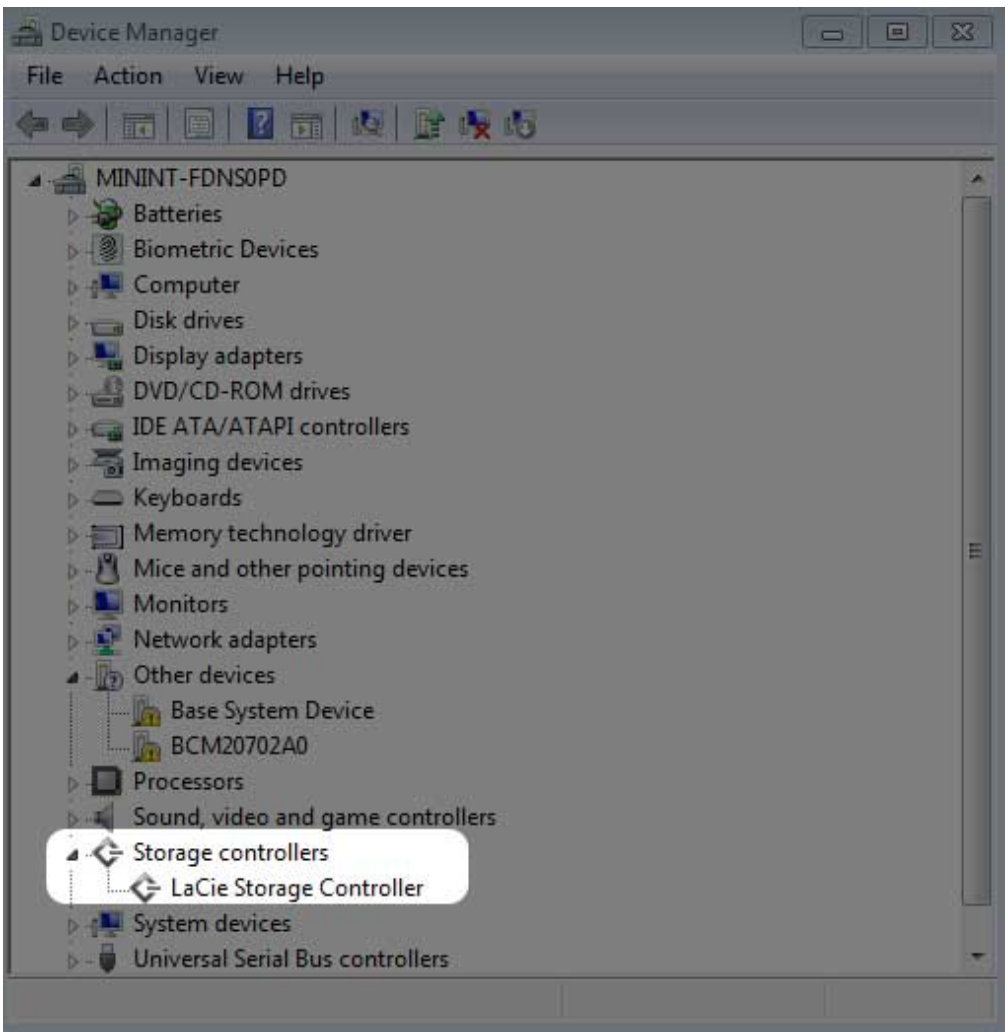 Device Manager
File Action View Help
MININT-FDNS0PD
Batteries
Biometric Devices
Computer
Disk drives
Display adapters
DVD/CD-ROM drives
IDE ATA/ATAPI controllers
Imaging devices
Keyboards
Memory technology driver
Mice and other pointing devices
Monitors
Network adapters
Other devices
Base System Device
BCM20702A0
Processors
Sound, video and game controllers
Storage controllers
LaCie Storage Controller
System devices
Universal Serial Bus controllers